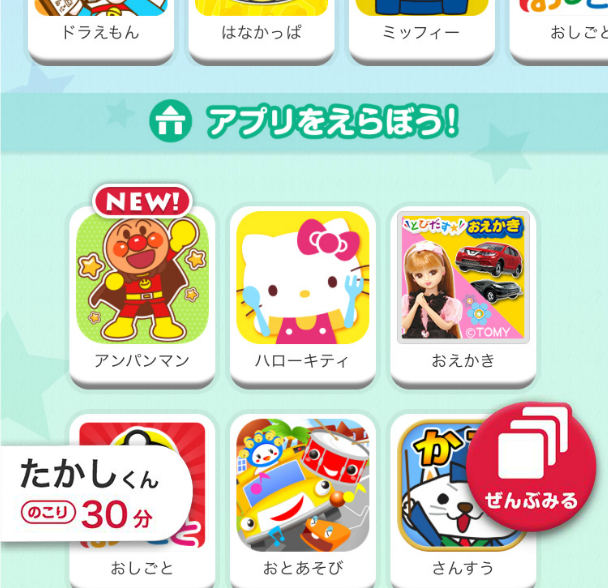 ドラえもん
はなかっぱ
ミッフィー
おしごと
アプリをえらぼう!
NEW!
アンパンマン
ハローキティ
とびだす!! おえかき
©TOMY
おえかき
たかしくん
のこり 30分
ぜんぶみる
おしごと
おとあそび
さんすう